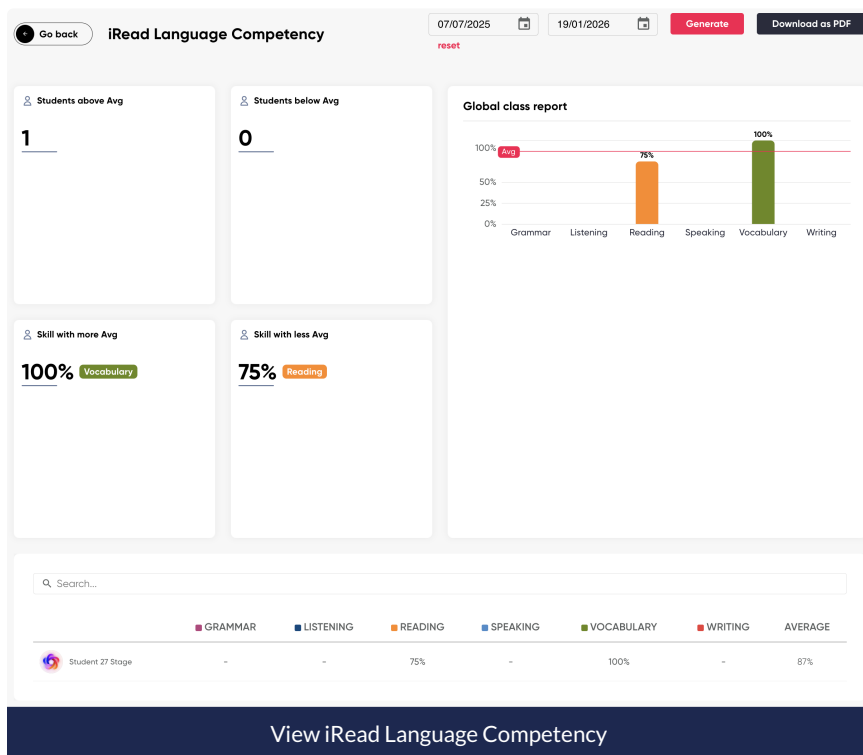 Go back
iRead Language Competency
07/07/2025
19/01/2026
Generate
Download as PDF
reset
Students above Avg
1
Students below Avg
0
Global class report
100%
Avg
75%
100%
50%
25%
0%
Grammar Listening Reading Speaking Vocabulary Writing
Skill with more Avg
100% Vocabulary
Skill with less Avg
75% Reading
Search...
GRAMMAR LISTENING READING SPEAKING VOCABULARY WRITING AVERAGE
Student 27 Stage - - 75% - 100% - 87%
View iRead Language Competency